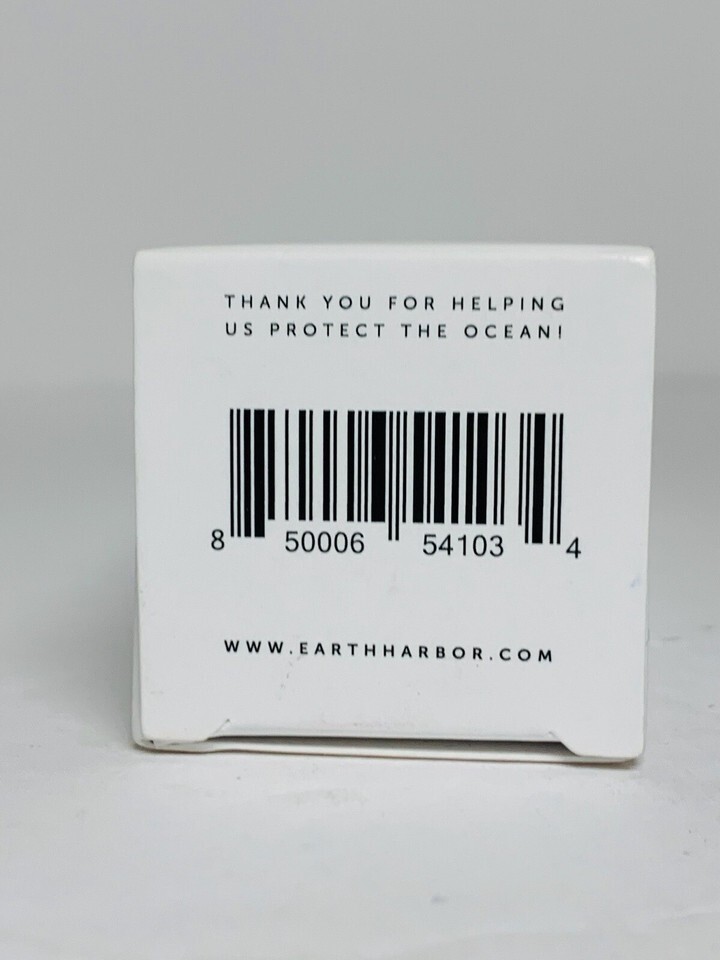 THANK YOU FOR HELPING
US PROTECT THE OCEAN!
8 50006 54103 4
WWW.EARTHHARBOR.COM